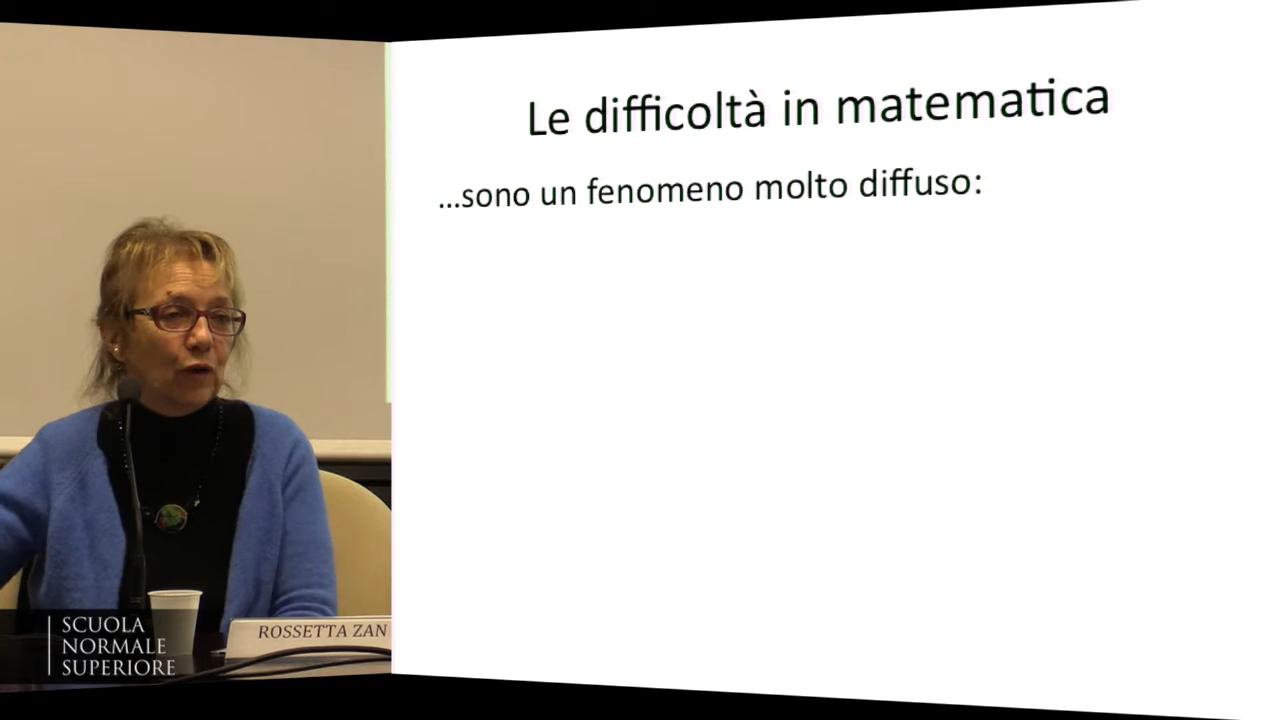 Le difficoltà in matematica
...sono un fenomeno molto diffuso:
ROSSETTA ZAN
SCUOLA
NORMALE
SUPERIORE